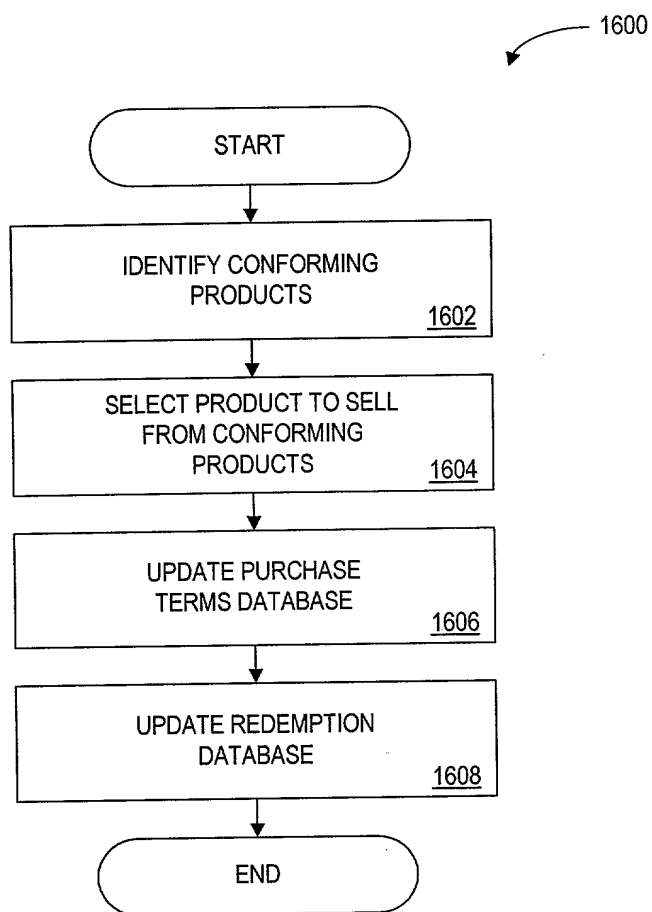 1600
START
IDENTIFY CONFORMING
PRODUCTS
1602
SELECT PRODUCT TO SELL
FROM CONFORMING
PRODUCTS
1604
UPDATE PURCHASE
TERMS DATABASE
1606
UPDATE REDEMPTION
DATABASE
1608
END